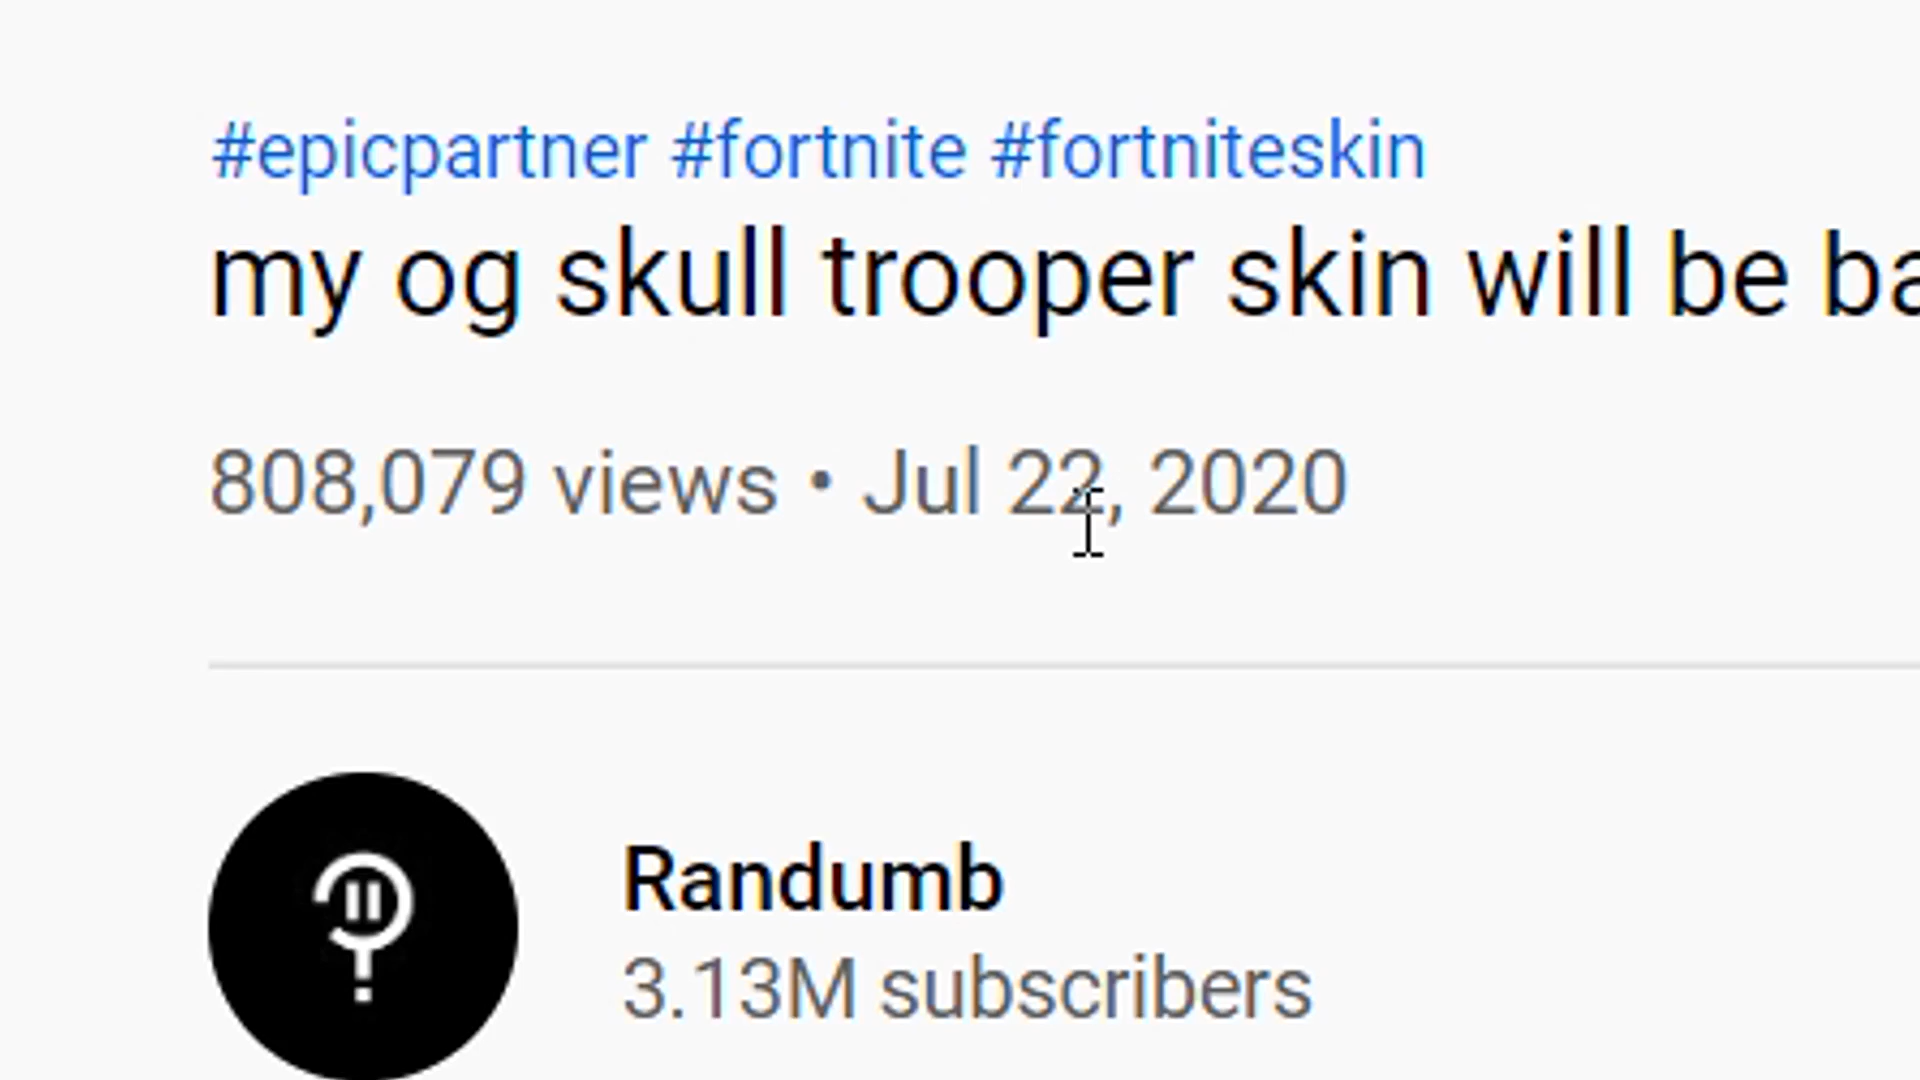 #epicpartner #fortnite #fortniteskin
my og skull trooper skin will be ba
808,079 views • Jul 22, 2020
Randumb
3.13M subscribers